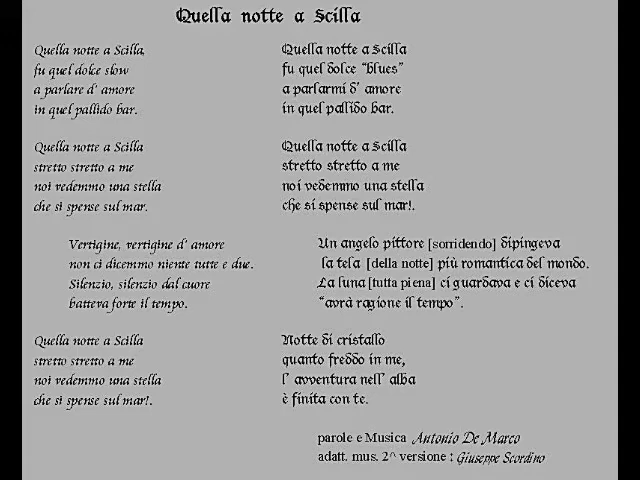 Quella notte a Scilla
Quella notte a Scilla,
fu quel dolce slow
a parlare d' amore
in quel pallido bar.
Quella notte a Scilla
stretto stretto a me
noi vedemmo una stella
che si spense sul mar.
Vertigine, vertigine d' amore
non ci dicemmo niente tutte e due.
Silenzio, silenzio dal cuore
batteva forte il tempo.
Quella notte a Scilla
stretto stretto a me
noi vedemmo una stella
che si spense sul mar!.
Quella notte a Scilla
fu quel dolce "blues"
a parlarmi d' amore
in quel pallido bar.
Quella notte a Scilla
stretto stretto a me
noi vedemmo una stella
che si spense sul mar!.
Un angelo pittore [sorridendo] dipingeva
la tela [della notte] più romantica del mondo.
La luna [tutta piena] ci guardava e ci diceva
"avrà ragione il tempo".
Notte di cristallo
quanto freddo in me,
l' avventura nell' alba
è finita con te.
parole e Musica Antonio De Marco
adatt. mus. 2^ versione : Giuseppe Scordino